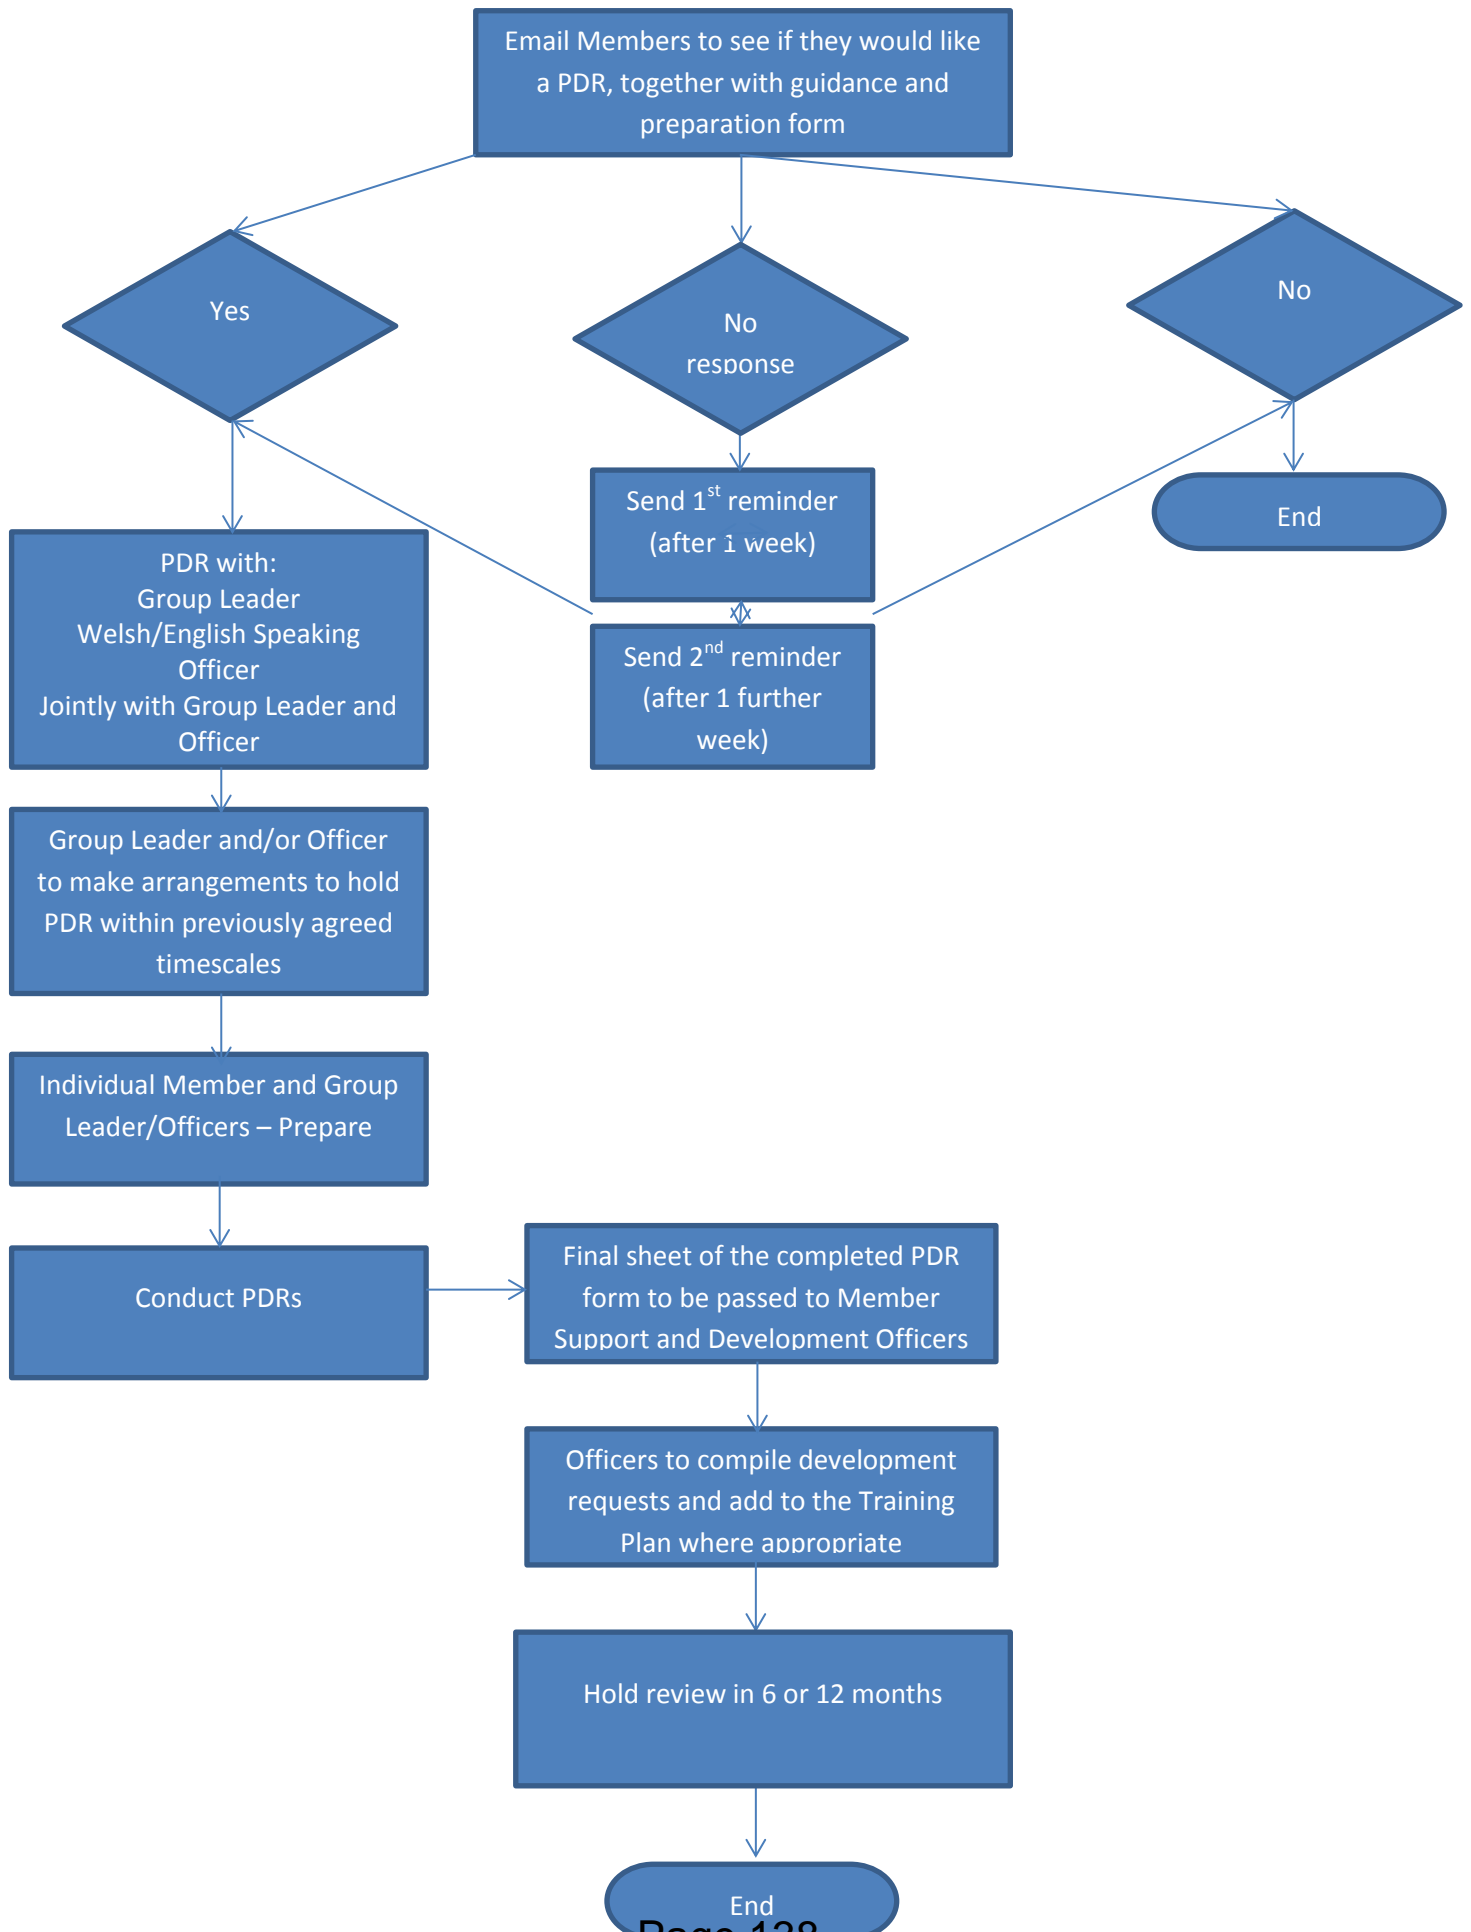 Email Members to see if they would like
a PDR, together with guidance and
preparation form
Yes
No
response
No
Send 1st reminder
(after 1 week)
End
PDR with:
Group Leader
Welsh/English Speaking
Officer
Jointly with Group Leader and
Officer
Send 2nd reminder
(after 1 further
week)
Group Leader and/or Officer
to make arrangements to hold
PDR within previously agreed
timescales
Individual Member and Group
Leader/Officers – Prepare
Conduct PDRs
Final sheet of the completed PDR
form to be passed to Member
Support and Development Officers
Officers to compile development
requests and add to the Training
Plan where appropriate
Hold review in 6 or 12 months
End
Page 138